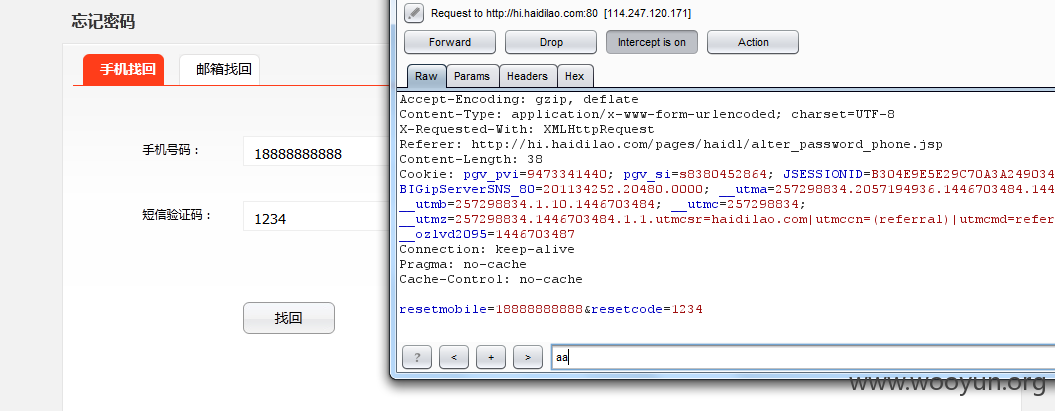 忘记密码
手机找回
邮箱找回
手机号码：
18888888888
短信验证码：
1234
找回
Request to http://hi.haidilao.com:80 [114.247.120.171]
Forward
Drop
Intercept is on
Action
Raw
Params
Headers
Hex
Accept-Encoding: gzip, deflate
Content-Type: application/x-www-form-urlencoded; charset=UTF-8
X-Requested-With: XMLHttpRequest
Referer: http://hi.haidilao.com/pages/haidl/alter_password_phone.jsp
Content-Length: 38
Cookie: pgv_pvi=9473341440; pgv_si=s8380452864; JSESSIONID=B304E9E5E29C70A3A249034
BIGipServerSNS_80=201134252.20480.0000; __utma=257298834.2057194936.1446703484.144
__utmb=257298834.1.10.1446703484; __utmc=257298834;
__utmz=257298834.1446703484.1.1.utmcsr=haidilao.com|utmccn=(referral)|utmcmd=refer
__ozlvd2095=1446703487
Connection: keep-alive
Pragma: no-cache
Cache-Control: no-cache
resetmobile=18888888888&resetcode=1234
?
<
+
>
aa
www.wooyun.org